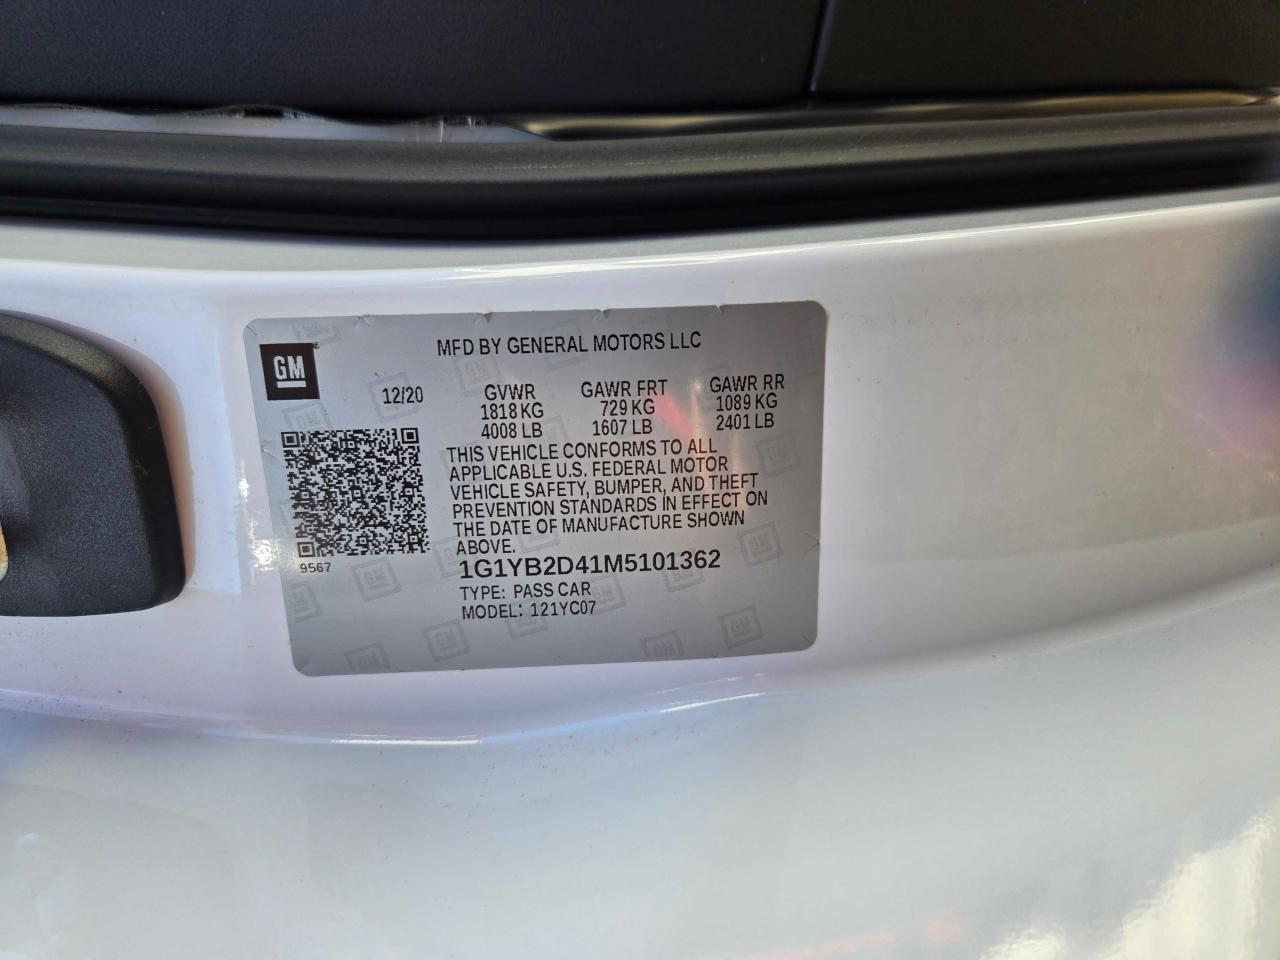 MFD BY GENERAL MOTORS LLC
GM
12/20
GVWR GAWR FRT GAWR RR
1818 KG 729 KG 1089 KG
4008 LB 1607 LB 2401 LB
THIS VEHICLE CONFORMS TO ALL
APPLICABLE U.S. FEDERAL MOTOR
VEHICLE SAFETY, BUMPER, AND THEFT
PREVENTION STANDARDS IN EFFECT ON
THE DATE OF MANUFACTURE SHOWN
ABOVE.
9567
1G1YB2D41M5101362
TYPE: PASS CAR
MODEL: 121YC07